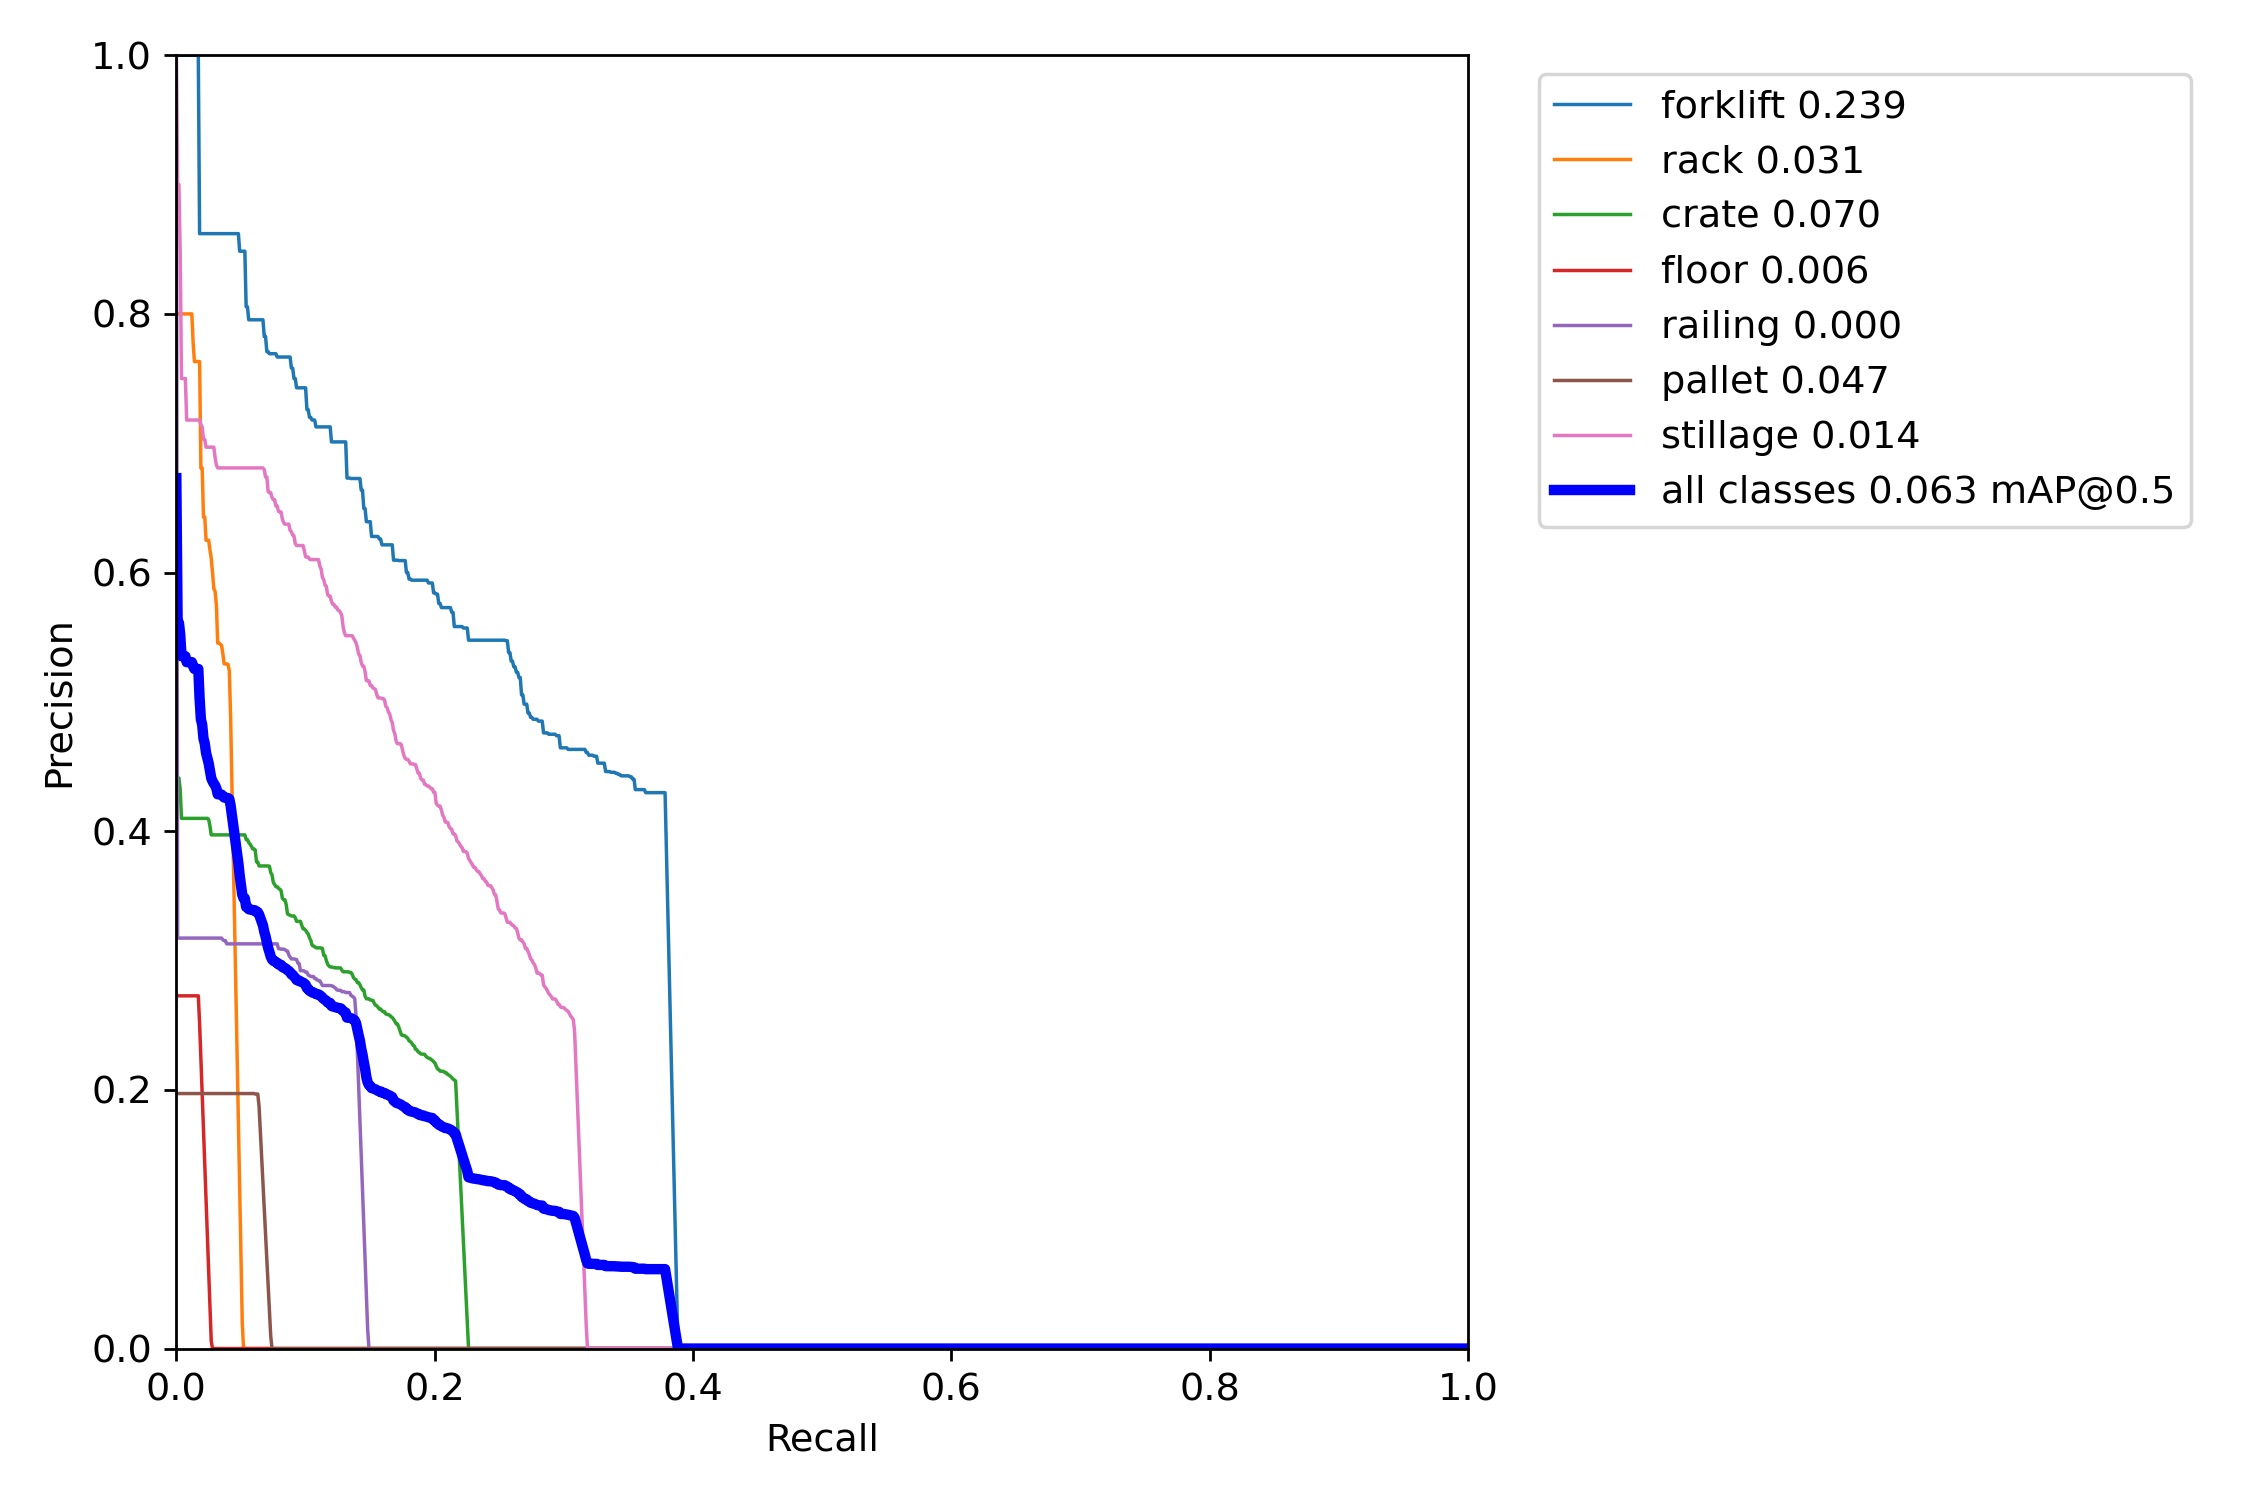 1.0
0.8
0.6
0.4
0.2
0.0
Precision
0.0 0.2 0.4 0.6 0.8 1.0
Recall
forklift 0.239
rack 0.031
crate 0.070
floor 0.006
railing 0.000
pallet 0.047
stillage 0.014
all classes 0.063 mAP@0.5